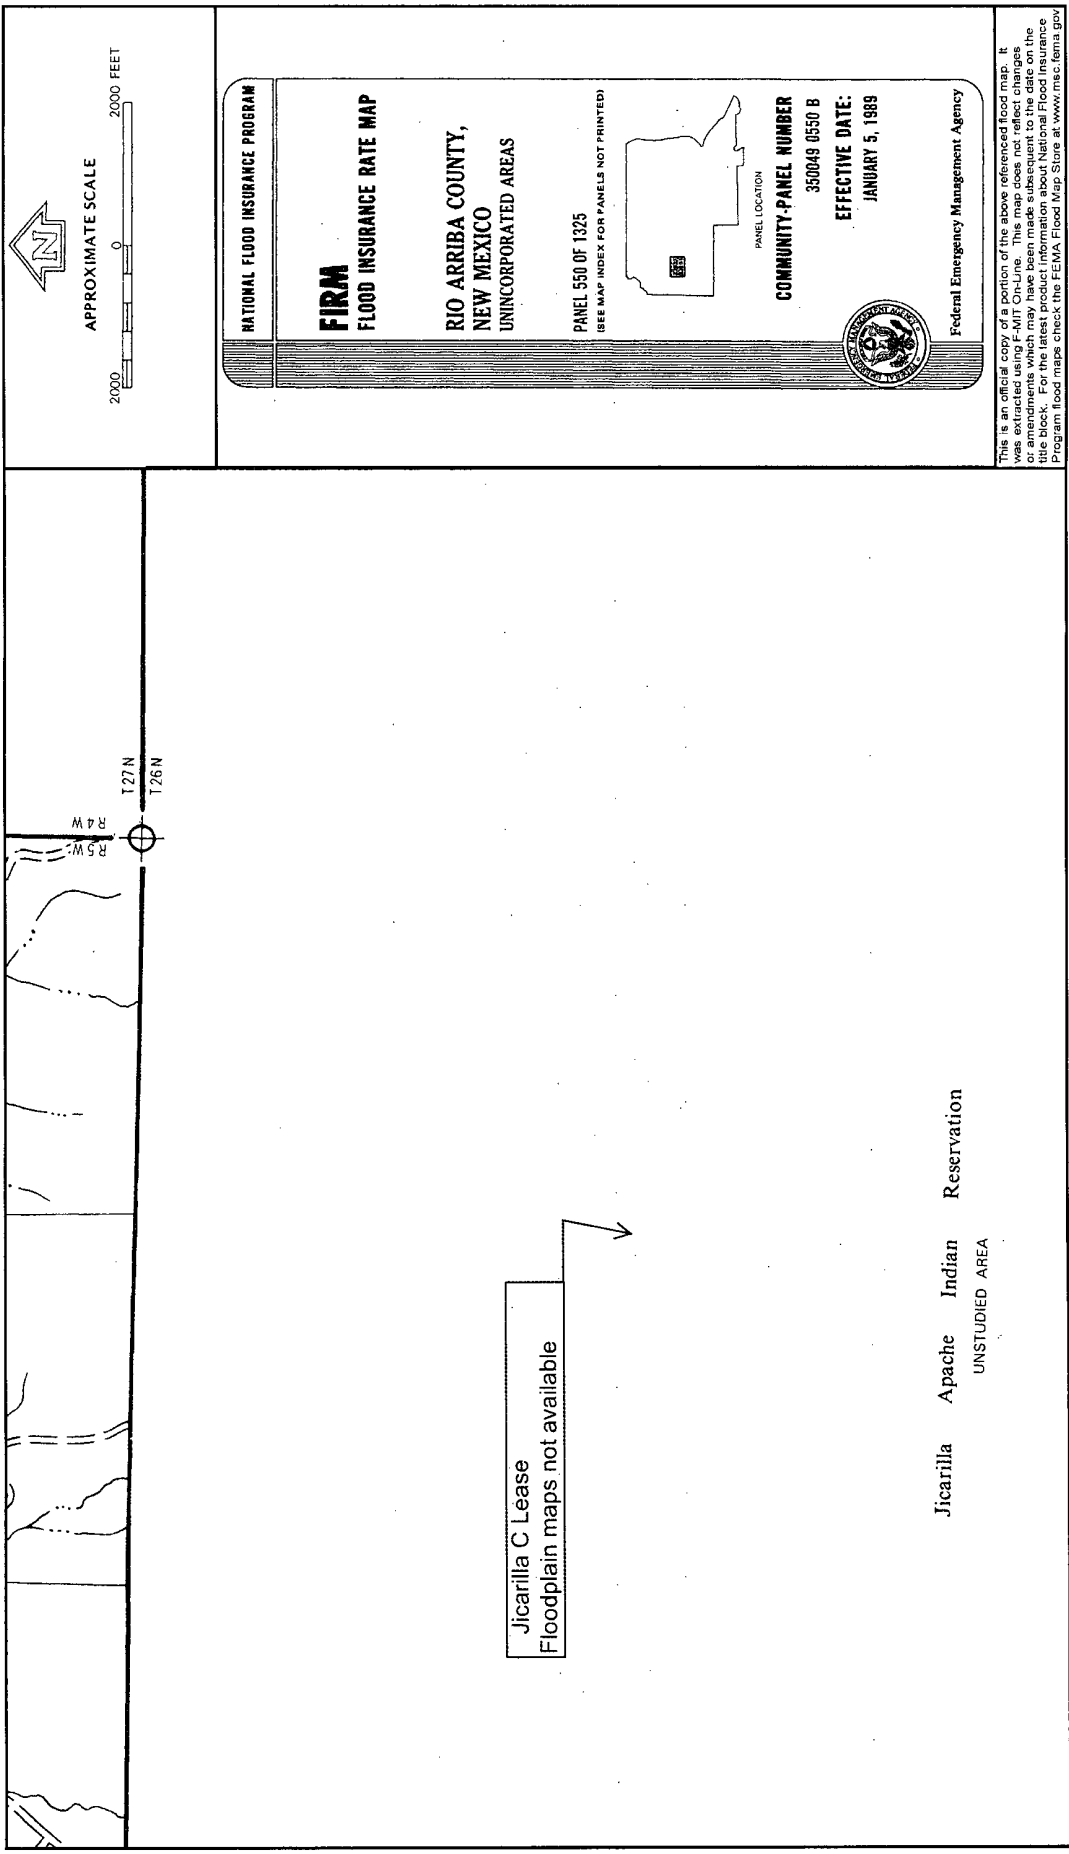 APPROXIMATE SCALE
2000 0 2000 FEET
N
NATIONAL FLOOD INSURANCE PROGRAM
FIRM
FLOOD INSURANCE RATE MAP
RIO ARRIBA COUNTY,
NEW MEXICO
UNINCORPORATED AREAS
PANEL 550 OF 1325
(SEE MAP INDEX FOR PANELS NOT PRINTED)
PANEL LOCATION
COMMUNITY-PANEL NUMBER
350049 0550 B
EFFECTIVE DATE:
JANUARY 5, 1989
FEDERAL EMERGENCY MANAGEMENT AGENCY
Federal Emergency Management Agency
This is an official copy of a portion of the above referenced flood map. It
was extracted using F-MIT On-Line. This map does not reflect changes
or amendments which may have been made subsequent to the date on the
title block. For the latest product information about National Flood Insurance
Program flood maps check the FEMA Flood Map Store at www.msc.fema.gov
R5W
R4W
T27N
T26N
Jicarilla C Lease
Floodplain maps not available
Jicarilla Apache Indian Reservation
UNSTUDIED AREA